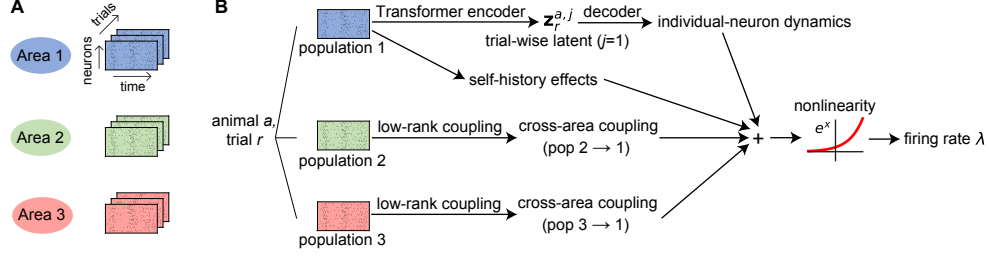 A
trials
neurons
time
Area 1
Area 2
Area 3
B
animal a,
trial r
population 1
Transformer encoder
z_r^{a, j}
decoder
individual-neuron dynamics
trial-wise latent (j=1)
self-history effects
population 2
low-rank coupling
cross-area coupling
(pop 2 → 1)
population 3
low-rank coupling
cross-area coupling
(pop 3 → 1)
+
nonlinearity
e^x
firing rate λ